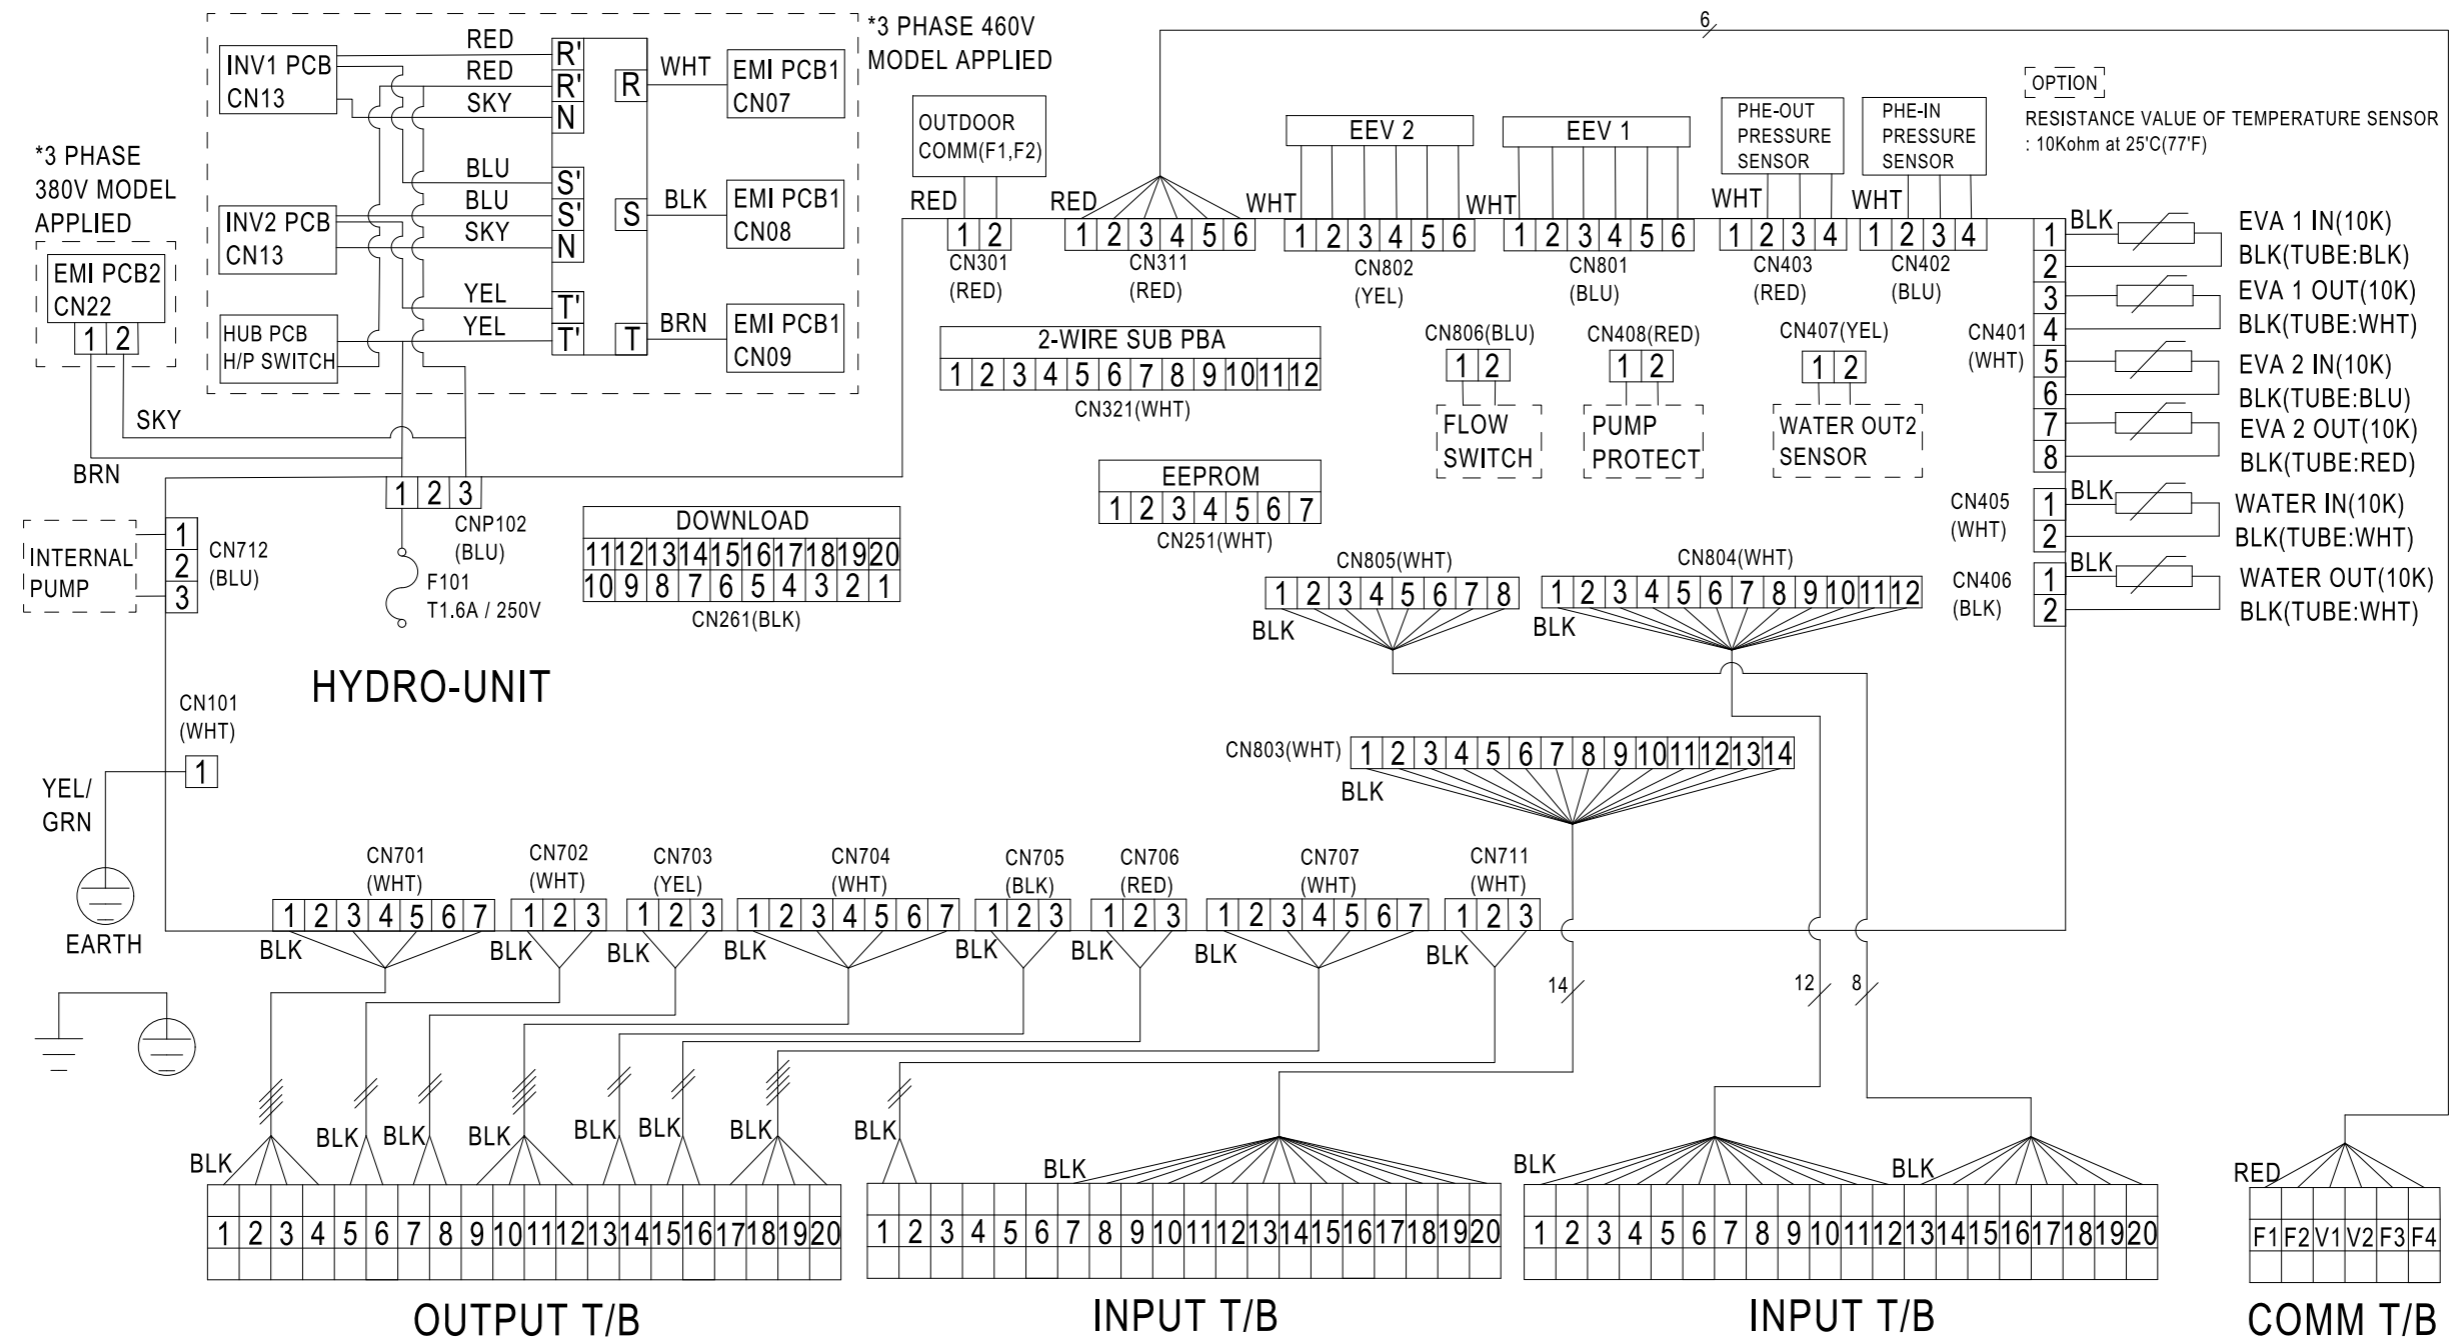 *3 PHASE 460V
MODEL APPLIED
6
INV1 PCB
CN13
RED
RED
SKY
R'
R'
N
R
WHT
EMI PCB1
CN07
*3 PHASE
380V MODEL
APPLIED
EMI PCB2
CN22
1 2
INV2 PCB
CN13
BLU
BLU
SKY
S'
S'
N
S
BLK
EMI PCB1
CN08
HUB PCB
H/P SWITCH
YEL
YEL
T'
T'
T
BRN
EMI PCB1
CN09
SKY
BRN
OUTDOOR
COMM(F1,F2)
RED
1 2
CN301
(RED)
RED
1 2 3 4 5 6
CN311
(RED)
EEV 2
WHT
1 2 3 4 5 6
CN802
(YEL)
EEV 1
WHT
1 2 3 4 5 6
CN801
(BLU)
PHE-OUT
PRESSURE
SENSOR
WHT
1 2 3 4
CN403
(RED)
PHE-IN
PRESSURE
SENSOR
WHT
1 2 3 4
CN402
(BLU)
OPTION
RESISTANCE VALUE OF TEMPERATURE SENSOR
: 10Kohm at 25'C(77'F)
CN401
(WHT)
1
2
3
4
5
6
7
8
BLK
EVA 1 IN(10K)
BLK(TUBE:BLK)
EVA 1 OUT(10K)
BLK(TUBE:WHT)
EVA 2 IN(10K)
BLK(TUBE:BLU)
EVA 2 OUT(10K)
BLK(TUBE:RED)
CN405
(WHT)
1
2
BLK
WATER IN(10K)
BLK(TUBE:WHT)
CN406
(BLK)
1
2
BLK
WATER OUT(10K)
BLK(TUBE:WHT)
2-WIRE SUB PBA
1 2 3 4 5 6 7 8 9 10 11 12
CN321(WHT)
CN806(BLU)
1 2
FLOW
SWITCH
CN408(RED)
1 2
PUMP
PROTECT
CN407(YEL)
1 2
WATER OUT2
SENSOR
EEPROM
1 2 3 4 5 6 7
CN251(WHT)
1 2 3
CNP102
(BLU)
F101
T1.6A / 250V
INTERNAL
PUMP
1
2
3
CN712
(BLU)
DOWNLOAD
11 12 13 14 15 16 17 18 19 20
10 9 8 7 6 5 4 3 2 1
CN261(BLK)
CN805(WHT)
1 2 3 4 5 6 7 8
BLK
CN804(WHT)
1 2 3 4 5 6 7 8 9 10 11 12
BLK
HYDRO-UNIT
CN101
(WHT)
1
YEL/
GRN
EARTH
CN803(WHT)
1 2 3 4 5 6 7 8 9 10 11 12 13 14
BLK
CN701
(WHT)
1 2 3 4 5 6 7
BLK
CN702
(WHT)
1 2 3
BLK
CN703
(YEL)
1 2 3
BLK
CN704
(WHT)
1 2 3 4 5 6 7
BLK
CN705
(BLK)
1 2 3
BLK
CN706
(RED)
1 2 3
BLK
CN707
(WHT)
1 2 3 4 5 6 7
BLK
CN711
(WHT)
1 2 3
BLK
14
12
8
BLK
BLK
BLK
BLK
BLK
BLK
BLK
1 2 3 4 5 6 7 8 9 10 11 12 13 14 15 16 17 18 19 20
OUTPUT T/B
BLK
BLK
1 2 3 4 5 6 7 8 9 10 11 12 13 14 15 16 17 18 19 20
INPUT T/B
BLK
BLK
1 2 3 4 5 6 7 8 9 10 11 12 13 14 15 16 17 18 19 20
INPUT T/B
RED
F1 F2 V1 V2 F3 F4
COMM T/B